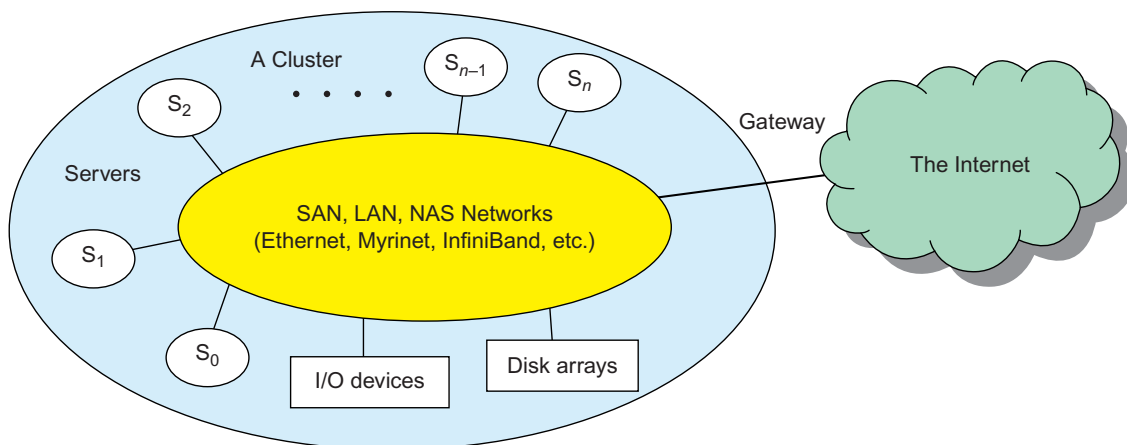 A Cluster
. . . .
S₂
Sₙ₋₁
Sₙ
Servers
S₁
S₀
SAN, LAN, NAS Networks
(Ethernet, Myrinet, InfiniBand, etc.)
I/O devices
Disk arrays
Gateway
The Internet